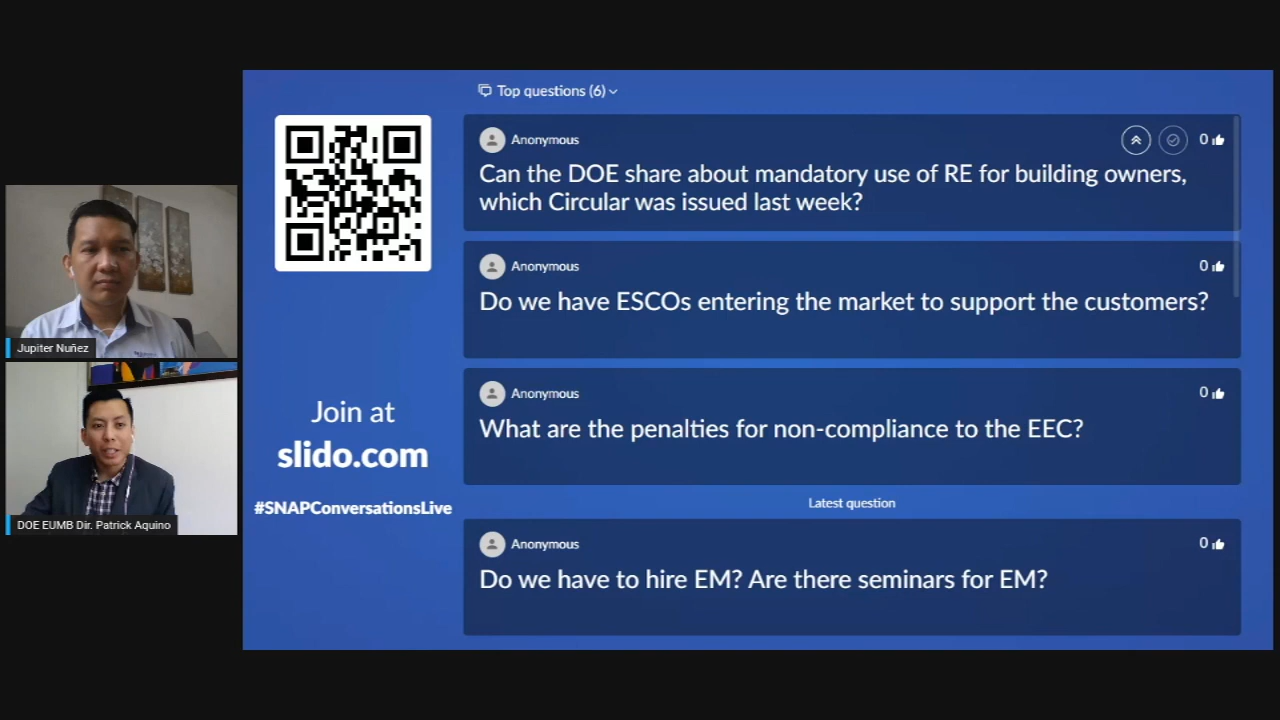 Top questions (6)
Anonymous
0
Can the DOE share about mandatory use of RE for building owners,
which Circular was issued last week?
Anonymous
0
Do we have ESCOs entering the market to support the customers?
Anonymous
0
What are the penalties for non-compliance to the EEC?
Latest question
Anonymous
0
Do we have to hire EM? Are there seminars for EM?
Join at
slido.com
#SNAPConversationsLive
Jupiter Nuñez
DOE EUMB Dir. Patrick Aquino